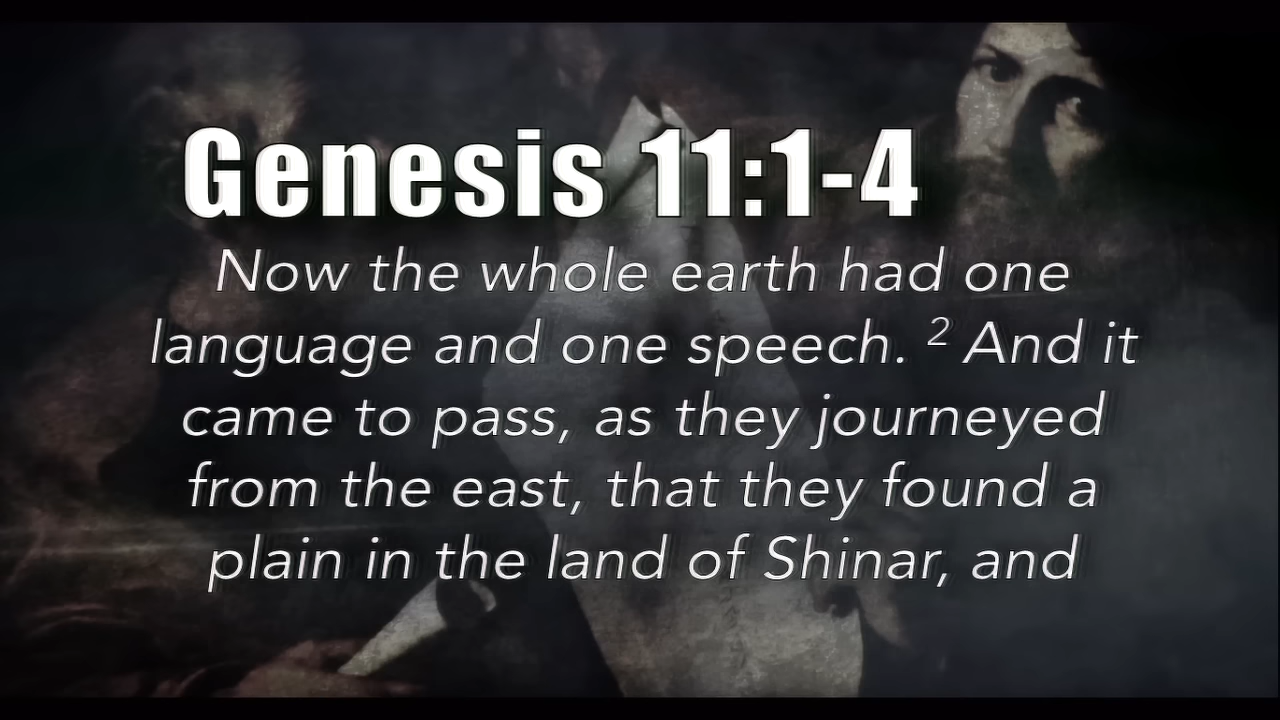 Genesis 11:1-4
Now the whole earth had one
language and one speech. ² And it
came to pass, as they journeyed
from the east, that they found a
plain in the land of Shinar, and